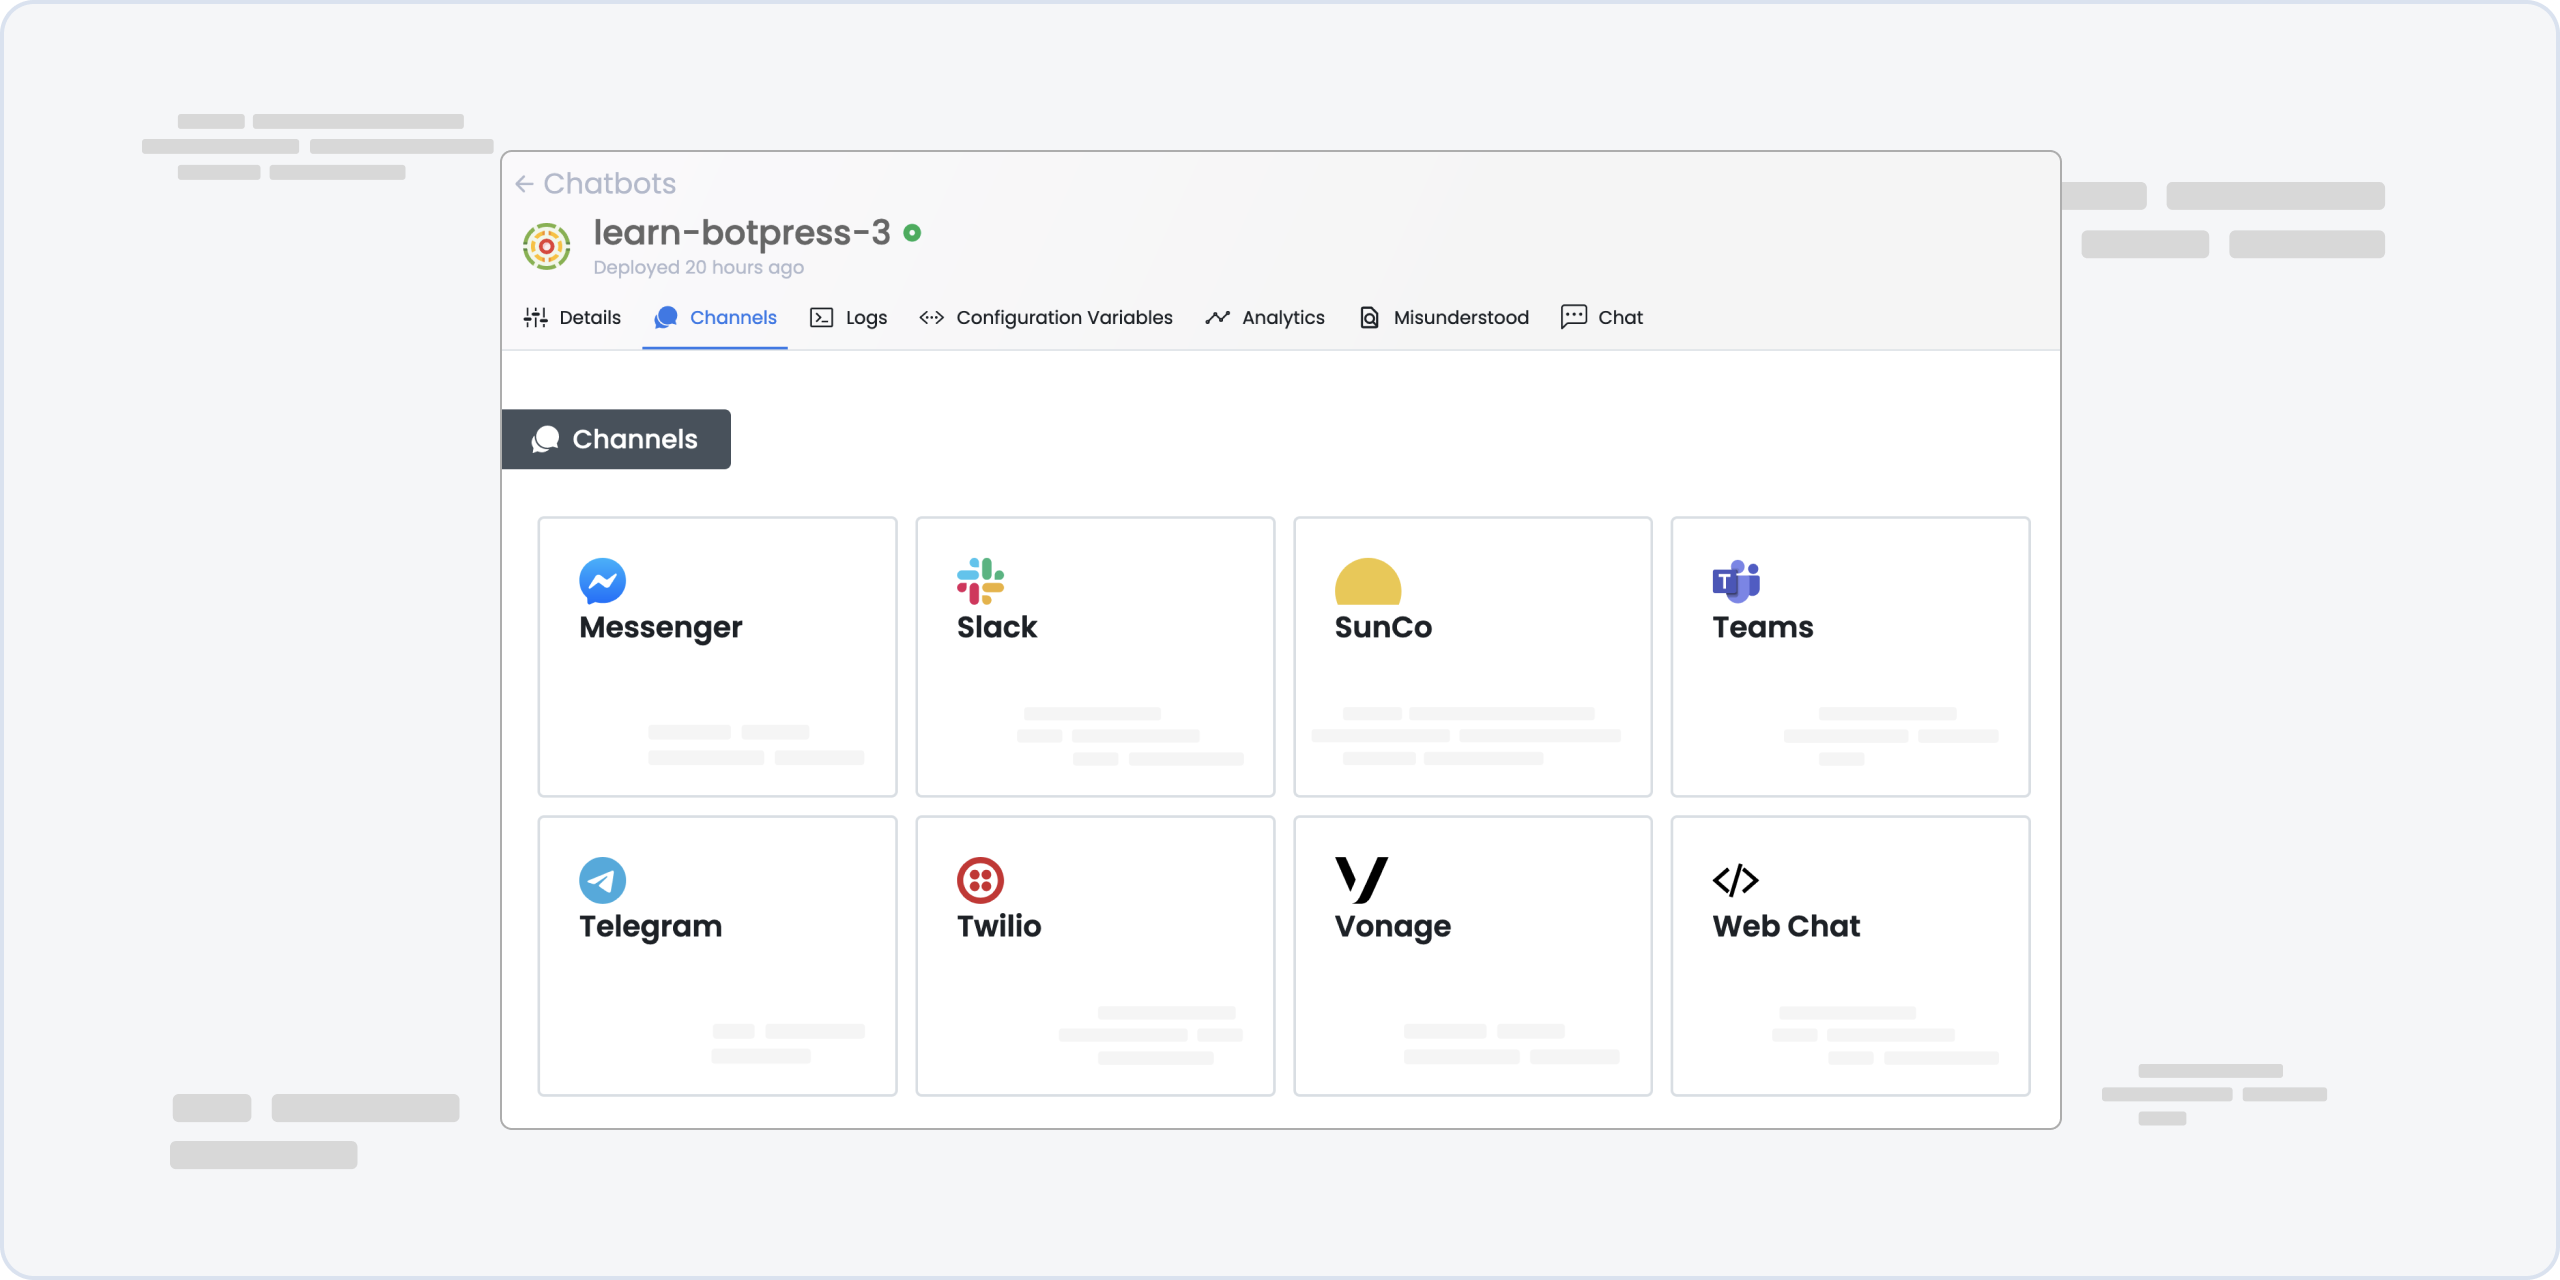 ← Chatbots
learn-botpress-3
Deployed 20 hours ago
Details Channels Logs Configuration Variables Analytics Misunderstood Chat
Channels
Messenger Slack SunCo Teams
Telegram Twilio Vonage Web Chat